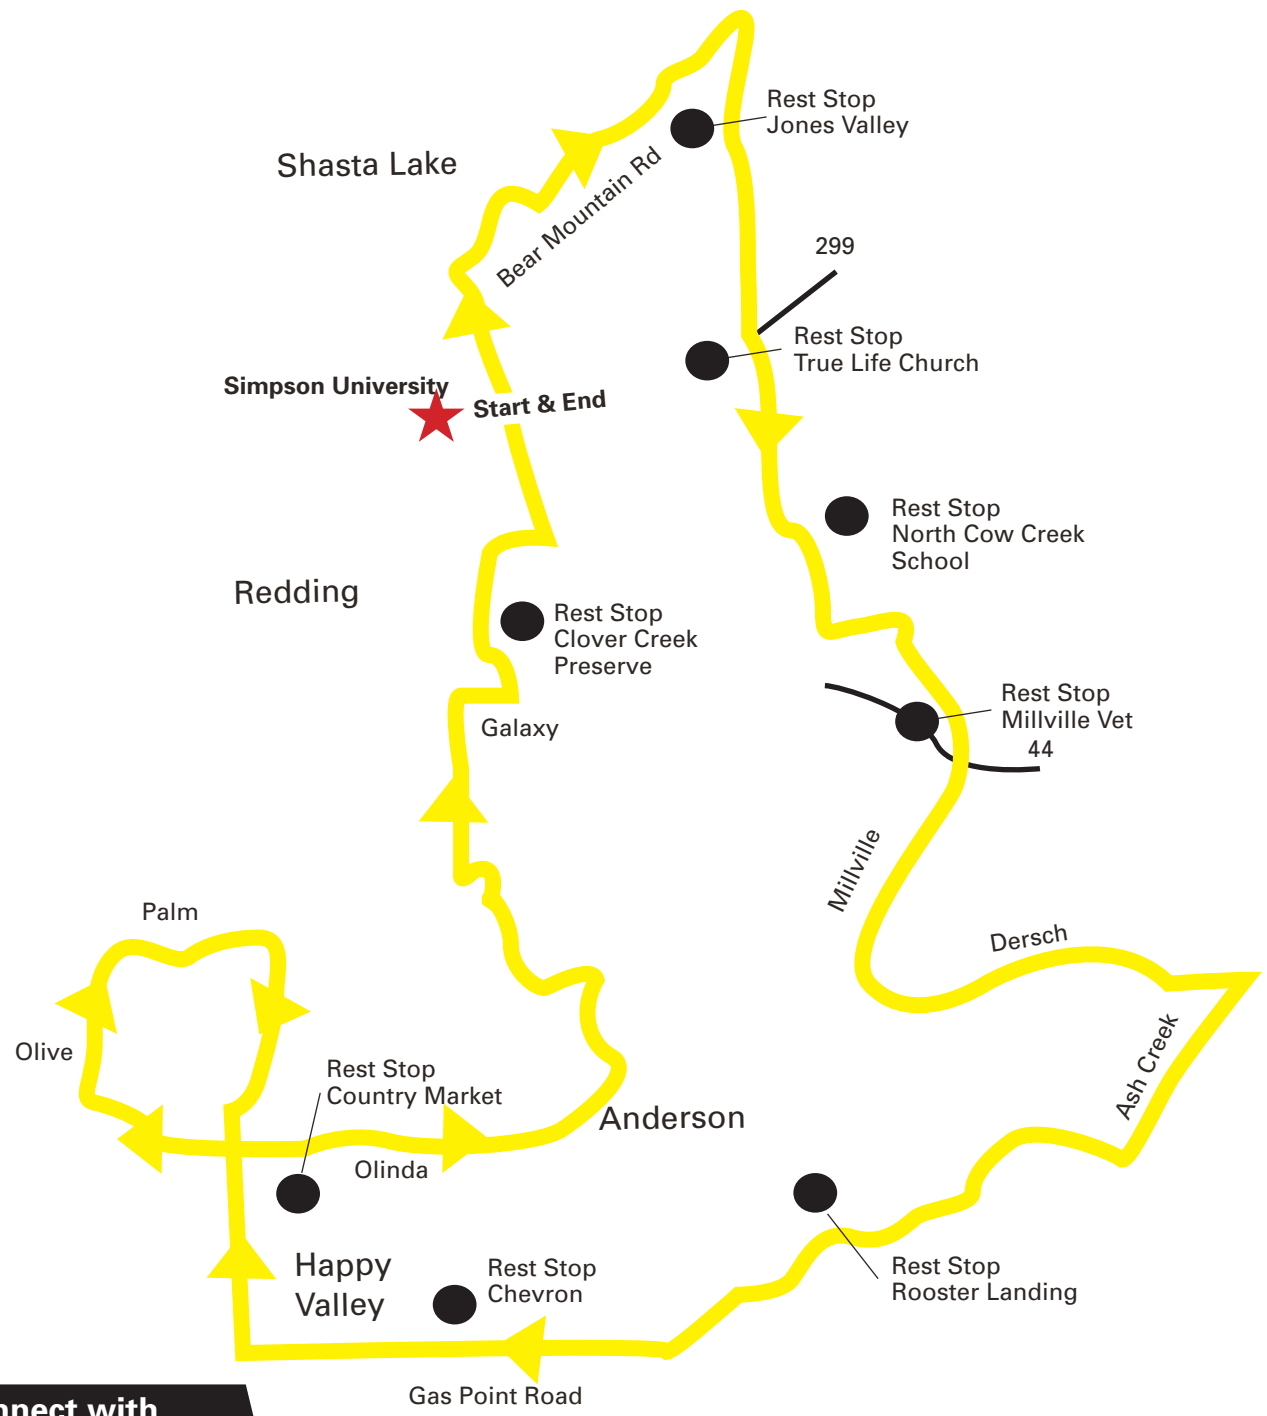 Rest Stop
Jones Valley
Shasta Lake
Bear Mountain Rd
299
Rest Stop
True Life Church
Simpson University
Start & End
Rest Stop
North Cow Creek
School
Redding
Rest Stop
Clover Creek
Preserve
Galaxy
Rest Stop
Millville Vet
44
Millville
Palm
Dersch
Olive
Ash Creek
Rest Stop
Country Market
Anderson
Olinda
Happy
Valley
Rest Stop
Chevron
Rest Stop
Rooster Landing
Gas Point Road
nnect with